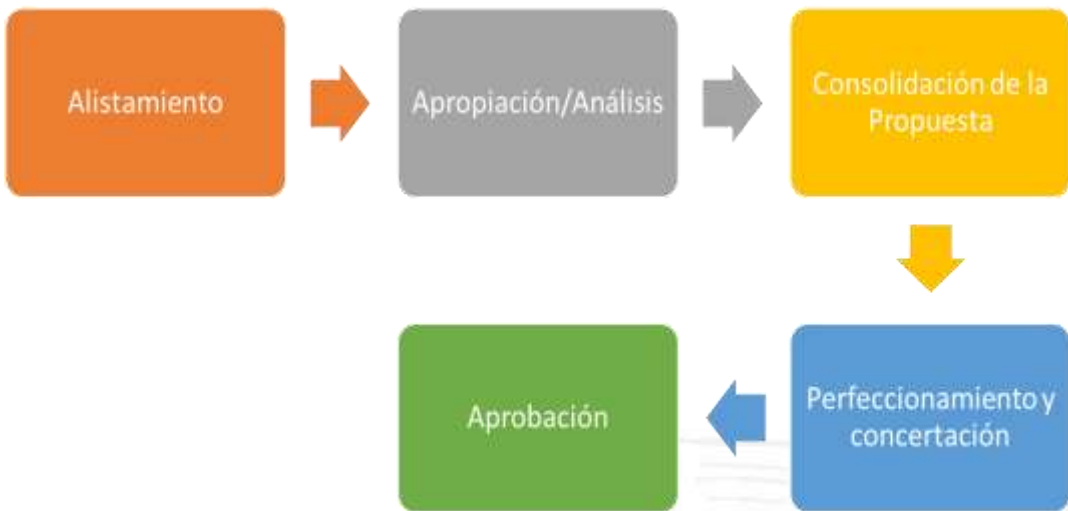 Alistamiento
Apropiación/Análisis
Consolidación de la
Propuesta
Perfeccionamiento y
concertación
Aprobación